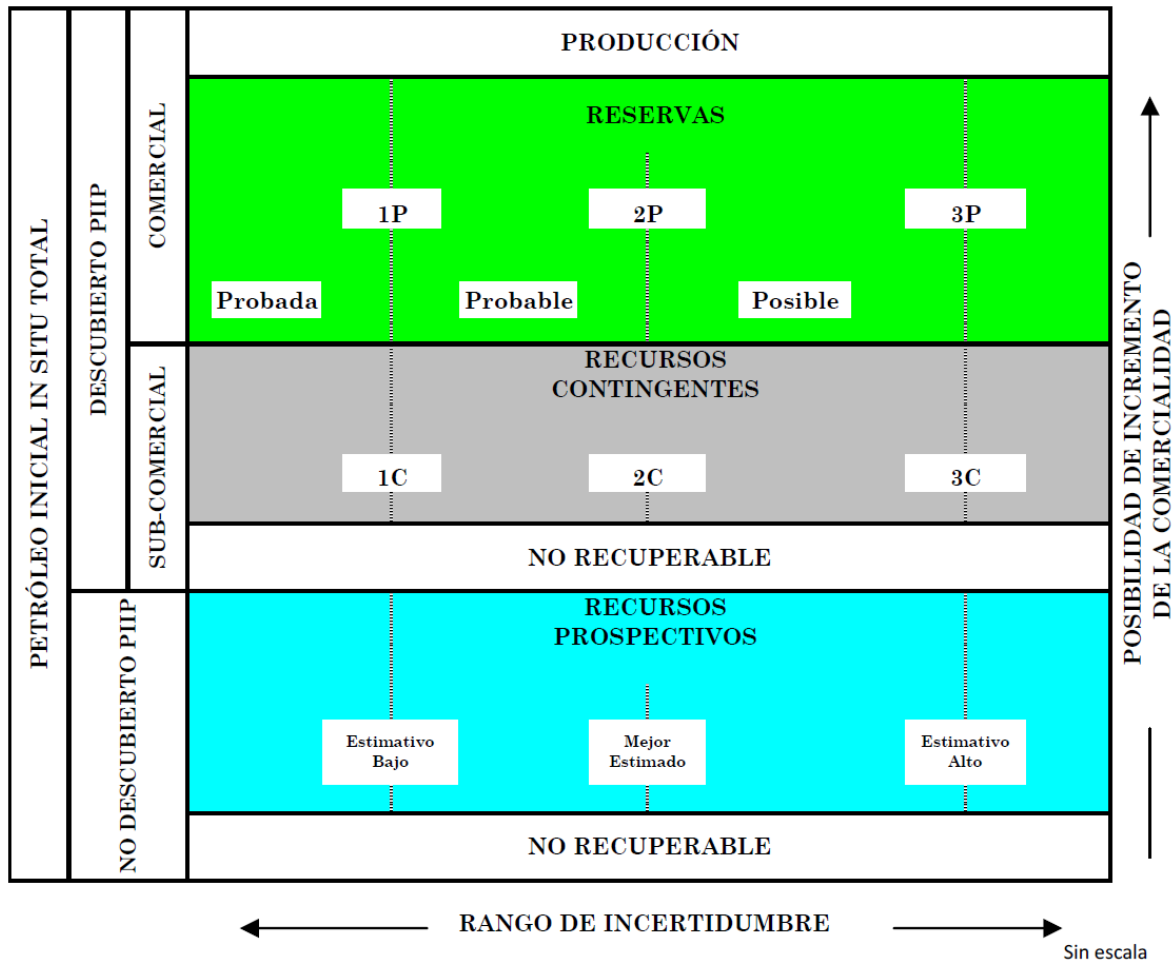 PETRÓLEO INICIAL IN SITU TOTAL
DESCUBIERTO PIIP
COMERCIAL
PRODUCCIÓN
RESERVAS
1P
2P
3P
Probada
Probable
Posible
SUB-COMERCIAL
RECURSOS
CONTINGENTES
1C
2C
3C
NO RECUPERABLE
NO DESCUBIERTO PIIP
RECURSOS
PROSPECTIVOS
Estimativo
Bajo
Mejor
Estimado
Estimativo
Alto
NO RECUPERABLE
POSIBILIDAD DE INCREMENTO
DE LA COMERCIALIDAD
RANGO DE INCERTIDUMBRE
Sin escala